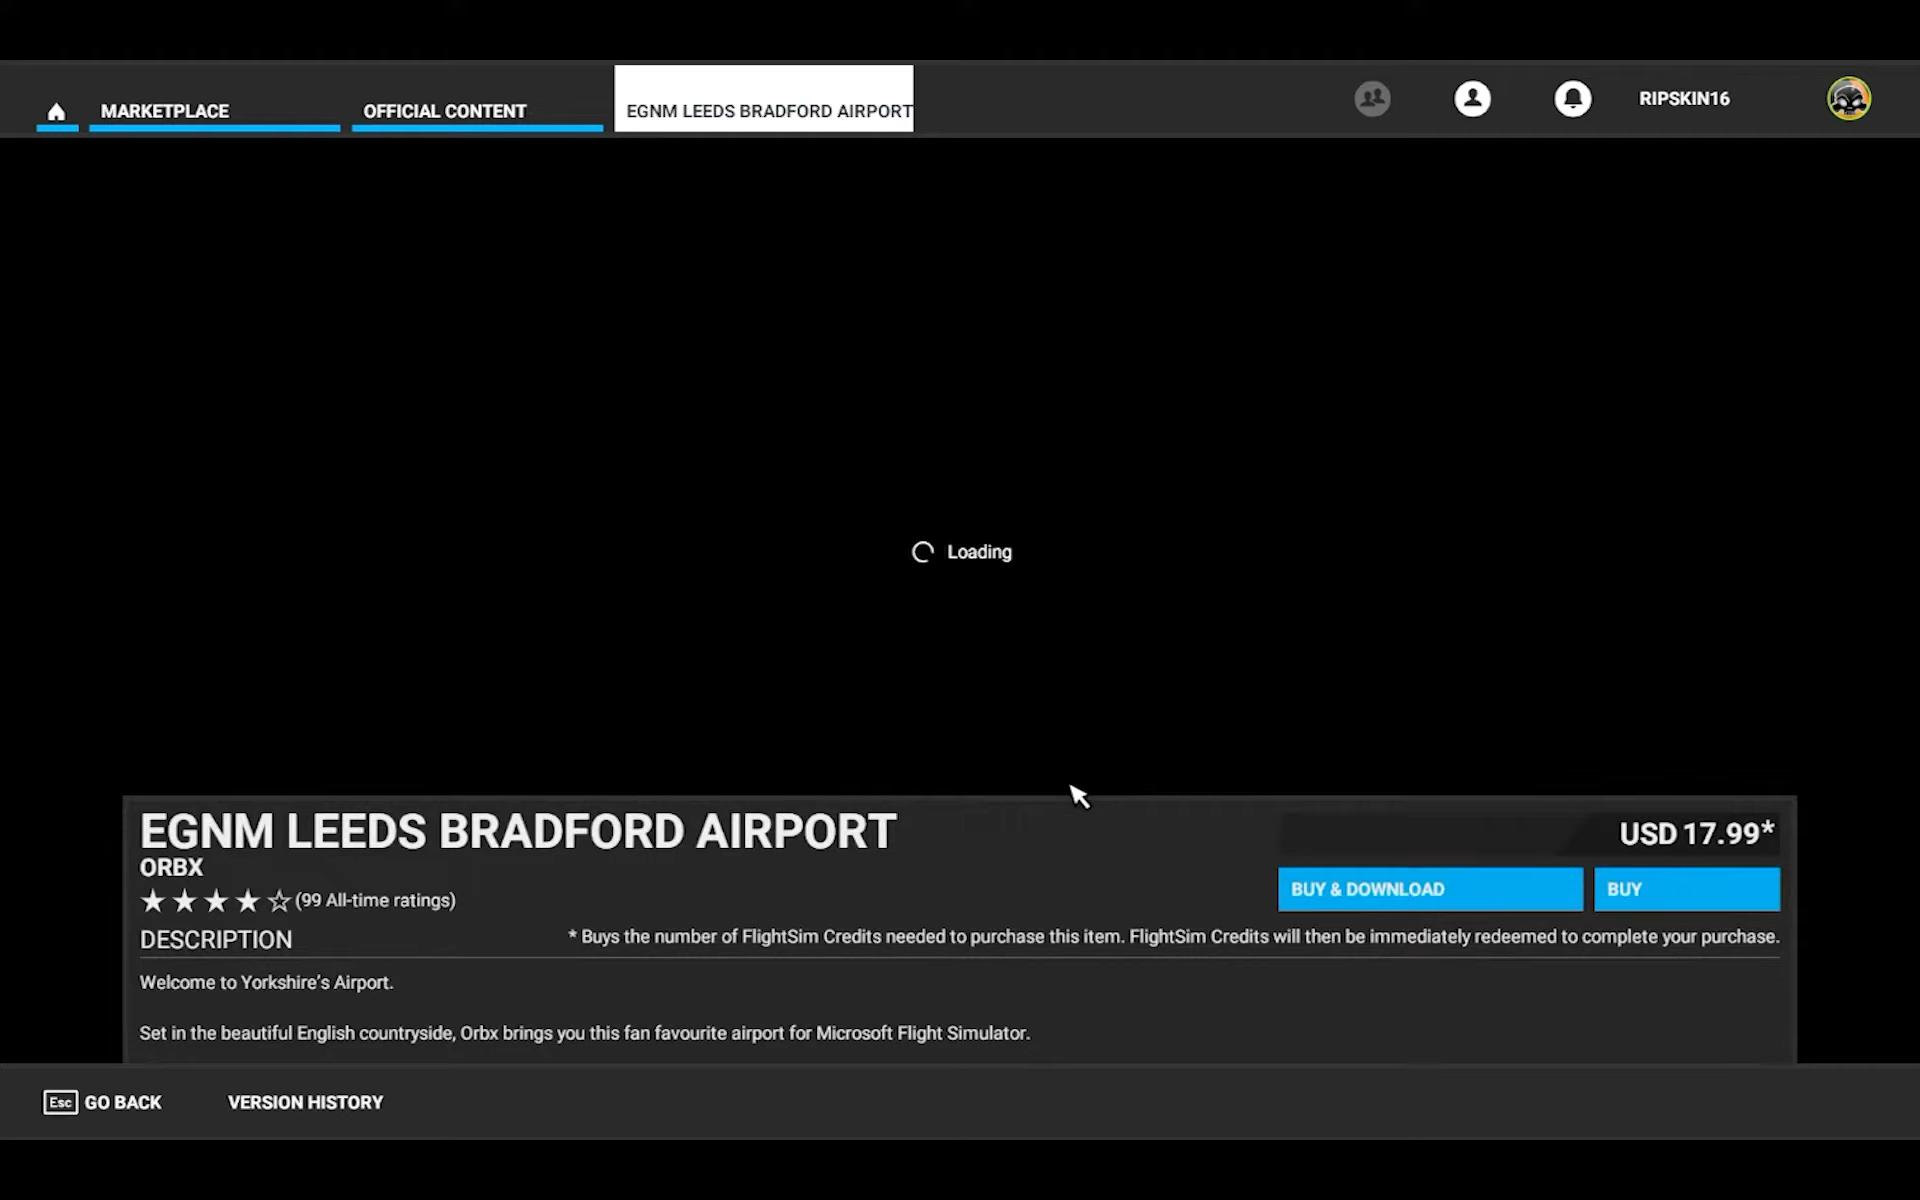 MARKETPLACE
OFFICIAL CONTENT
EGNM LEEDS BRADFORD AIRPORT
RIPSKIN16
Loading
EGNM LEEDS BRADFORD AIRPORT
USD 17.99*
ORBX
(99 All-time ratings)
BUY & DOWNLOAD
BUY
DESCRIPTION
* Buys the number of FlightSim Credits needed to purchase this item. FlightSim Credits will then be immediately redeemed to complete your purchase.
Welcome to Yorkshire’s Airport.
Set in the beautiful English countryside, Orbx brings you this fan favourite airport for Microsoft Flight Simulator.
Esc GO BACK
VERSION HISTORY